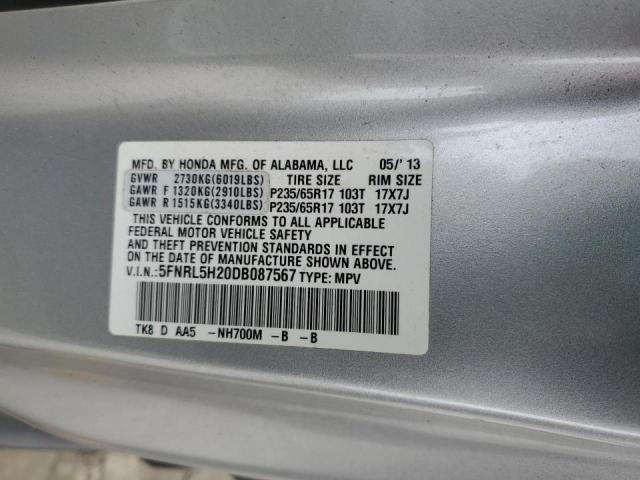 MFD. BY HONDA MFG. OF ALABAMA, LLC 05/'13
GVWR 2730KG(6019LBS) TIRE SIZE RIM SIZE
GAWR F 1320KG(2910LBS) P235/65R17 103T 17X7J
GAWR R 1515KG(3340LBS) P235/65R17 103T 17X7J
THIS VEHICLE CONFORMS TO ALL APPLICABLE
FEDERAL MOTOR VEHICLE SAFETY
AND THEFT PREVENTION STANDARDS IN EFFECT
ON THE DATE OF MANUFACTURE SHOWN ABOVE.
V.I.N.:5FNRL5H20DB087567 TYPE: MPV
TK8 D AA5 -NH700M -B -B